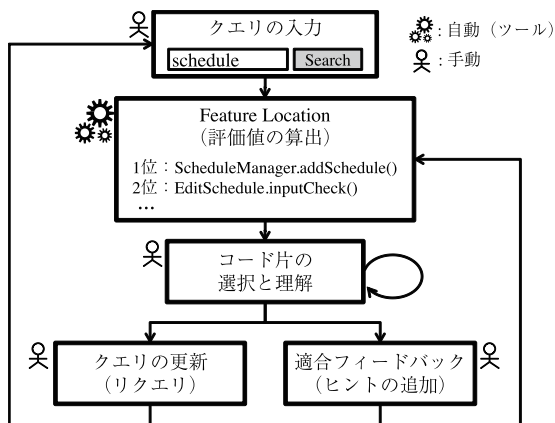 クエリの入力
schedule Search
: 自動（ツール）
: 手動
Feature Location
（評価値の算出）
1位：ScheduleManager.addSchedule()
2位：EditSchedule.inputCheck()
…
コード片の
選択と理解
クエリの更新
（リクエリ）
適合フィードバック
（ヒントの追加）